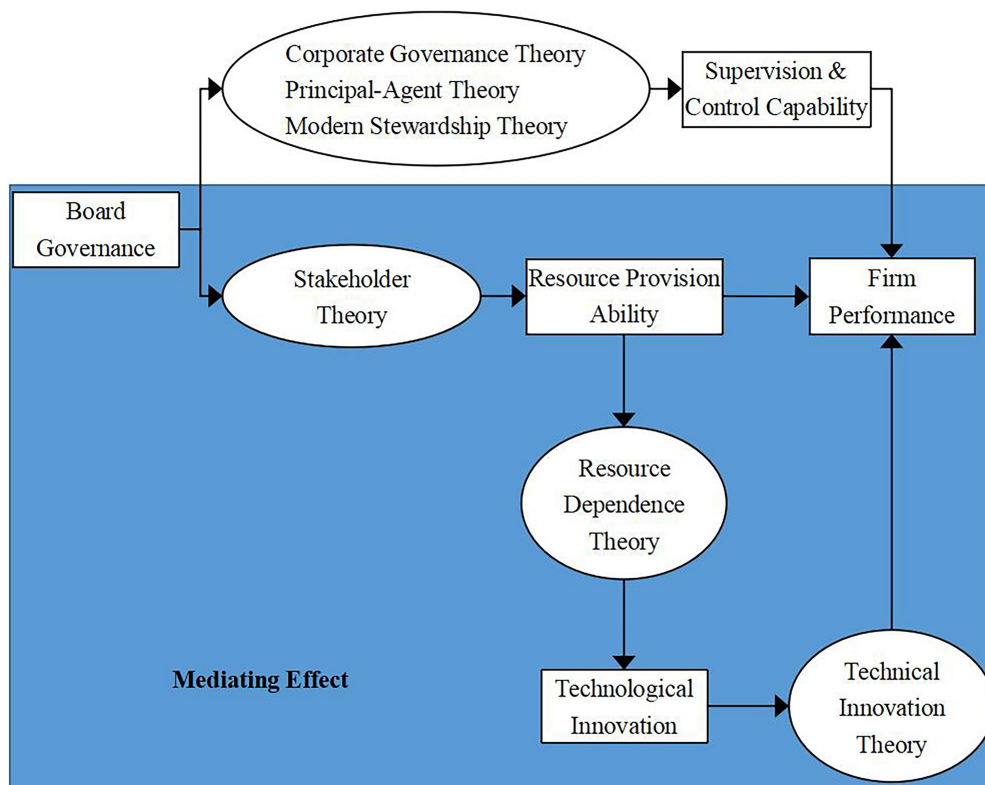 Corporate Governance Theory
Principal-Agent Theory
Modern Stewardship Theory
Supervision &
Control Capability
Board
Governance
Stakeholder
Theory
Resource Provision
Ability
Firm
Performance
Resource
Dependence
Theory
Mediating Effect
Technological
Innovation
Technical
Innovation
Theory